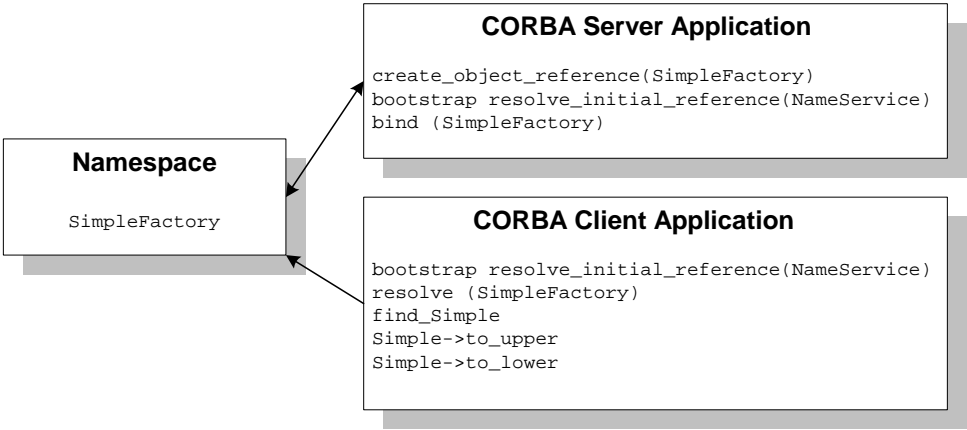 CORBA Server Application
create_object_reference(SimpleFactory)
bootstrap resolve_initial_reference(NameService)
bind (SimpleFactory)
Namespace
SimpleFactory
CORBA Client Application
bootstrap resolve_initial_reference(NameService)
resolve (SimpleFactory)
find_Simple
Simple->to_upper
Simple->to_lower